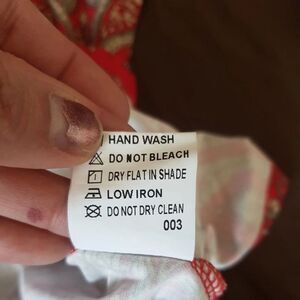 HAND WASH
DO NOT BLEACH
DRY FLAT IN SHADE
LOW IRON
DO NOT DRY CLEAN
003